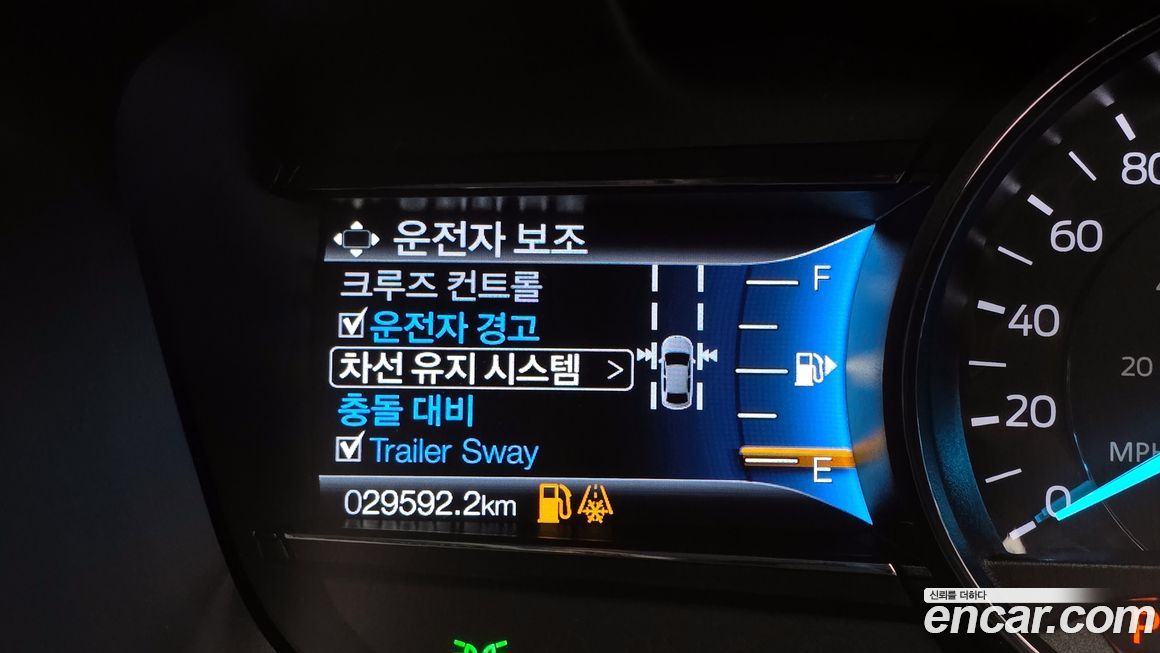 운전자 보조
크루즈 컨트롤
운전자 경고
차선 유지 시스템 >
충돌 대비
Trailer Sway
029592.2km
F
E
80
60
40
20
0
20
MPH
신뢰를 더하다
encar.com
P